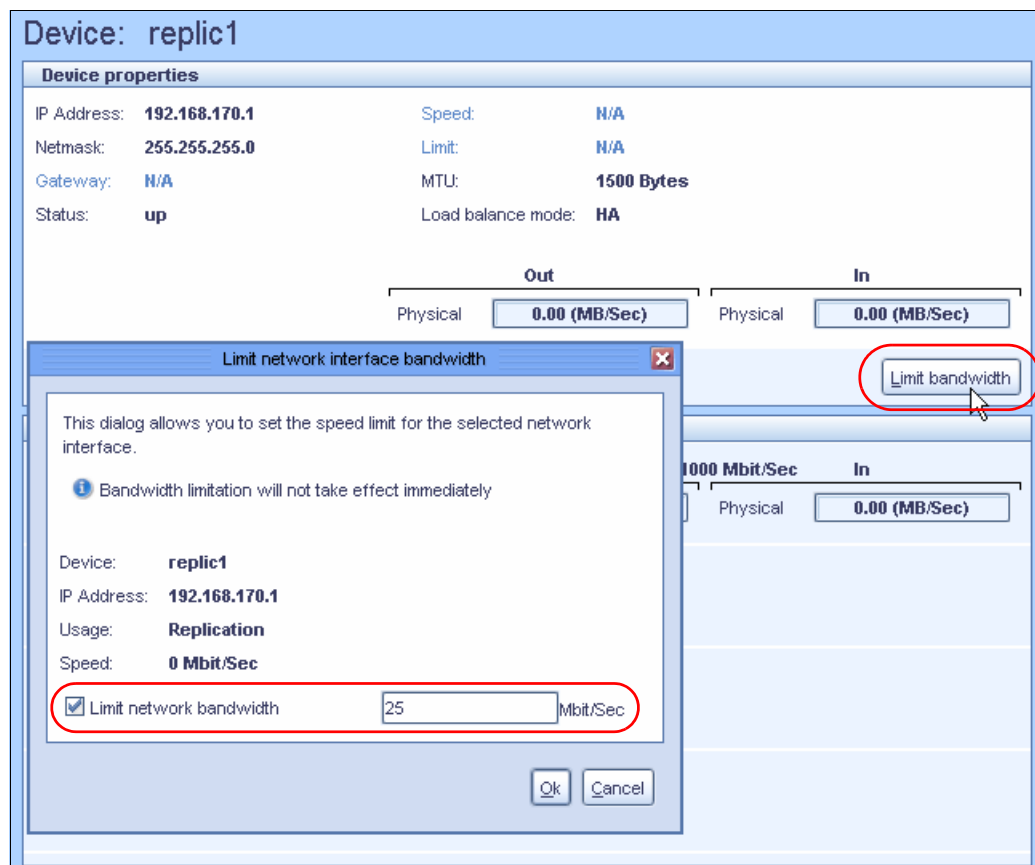 Device: replic1
Device properties
IP Address: 192.168.170.1 Speed: N/A
Netmask: 255.255.255.0 Limit: N/A
Gateway: N/A MTU: 1500 Bytes
Status: up Load balance mode: HA
Out In
Physical 0.00 (MB/Sec) Physical 0.00 (MB/Sec)
Limit bandwidth
Limit network interface bandwidth
This dialog allows you to set the speed limit for the selected network
interface.
Bandwidth limitation will not take effect immediately
Device: replic1
IP Address: 192.168.170.1
Usage: Replication
Speed: 0 Mbit/Sec
Limit network bandwidth 25 Mbit/Sec
Ok Cancel
1000 Mbit/Sec In
Physical 0.00 (MB/Sec)